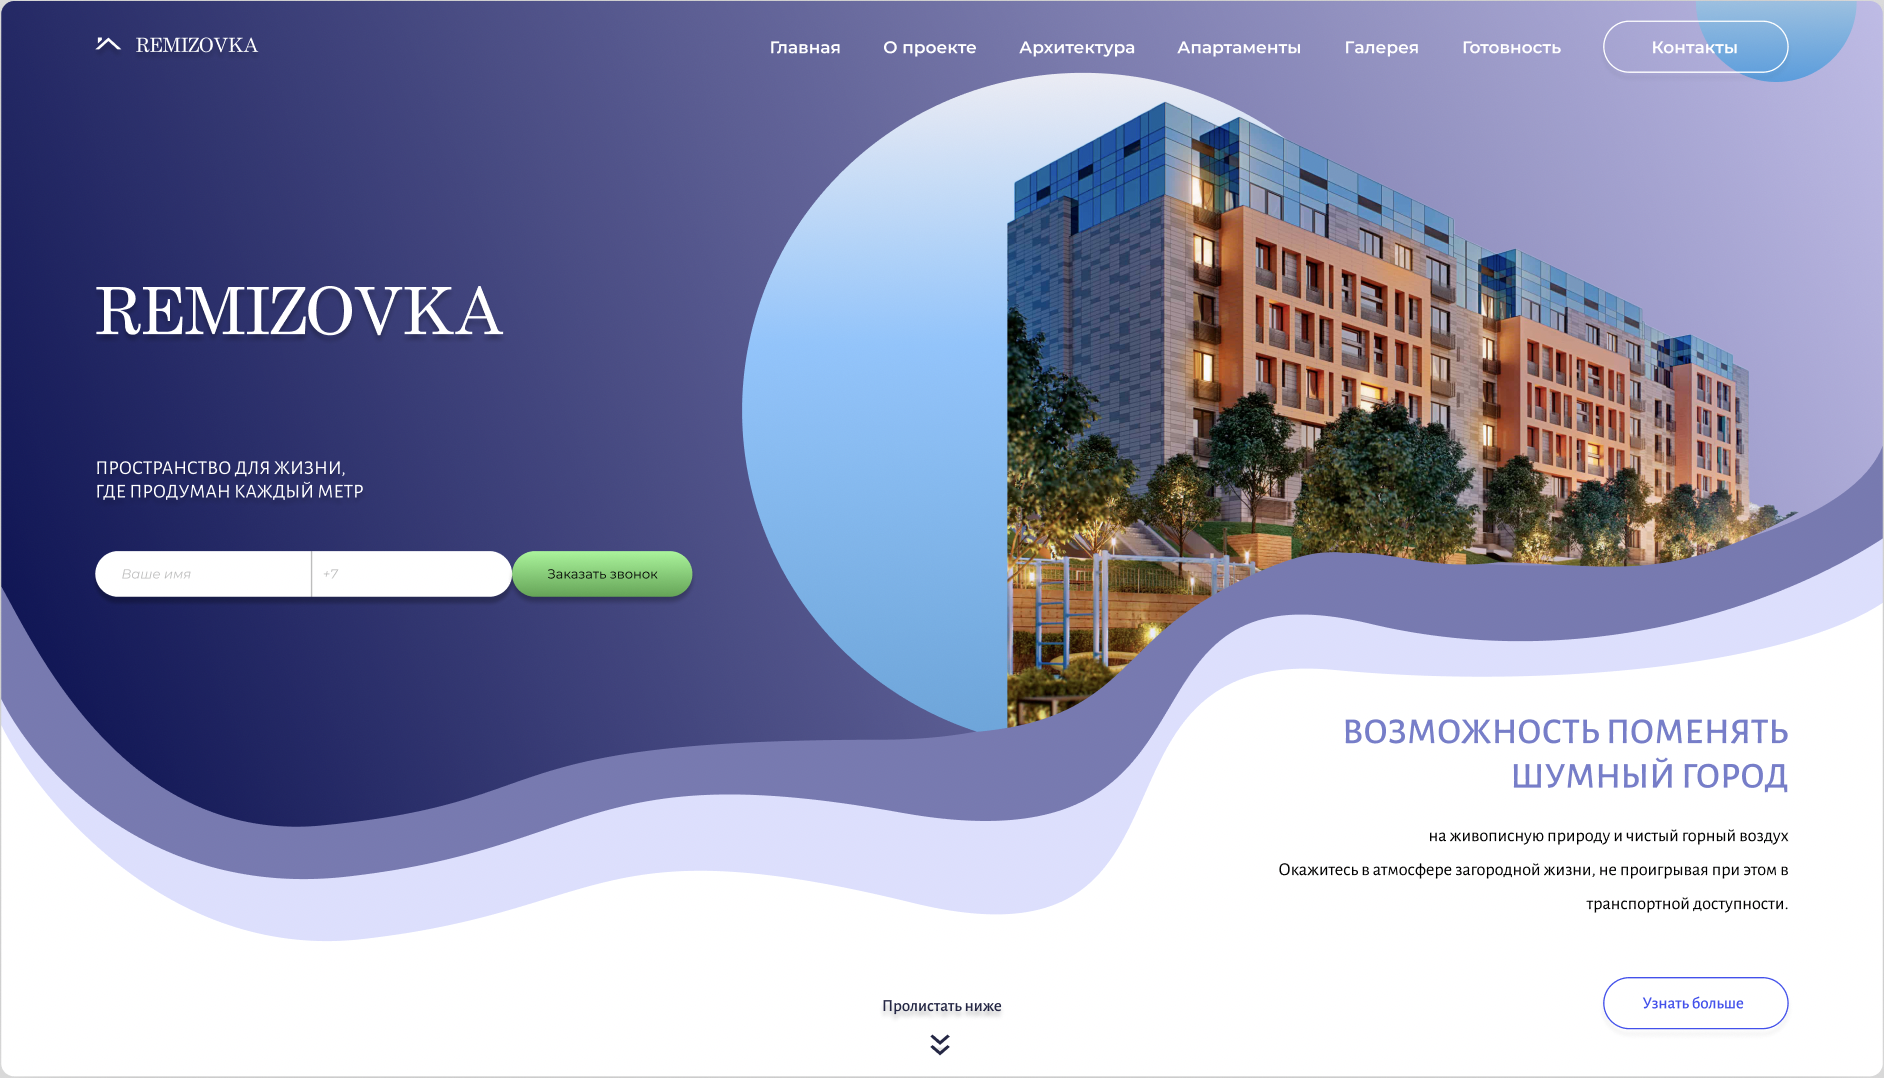 REMIZOVKA
Главная
О проекте
Архитектура
Апартаменты
Галерея
Готовность
Контакты
REMIZOVKA
ПРОСТРАНСТВО ДЛЯ ЖИЗНИ,
ГДЕ ПРОДУМАН КАЖДЫЙ МЕТР
Ваше имя
+7
Заказать звонок
ВОЗМОЖНОСТЬ ПОМЕНЯТЬ
ШУМНЫЙ ГОРОД
на живописную природу и чистый горный воздух
Окажитесь в атмосфере загородной жизни, не проигрывая при этом в
транспортной доступности.
Пролистать ниже
Узнать больше